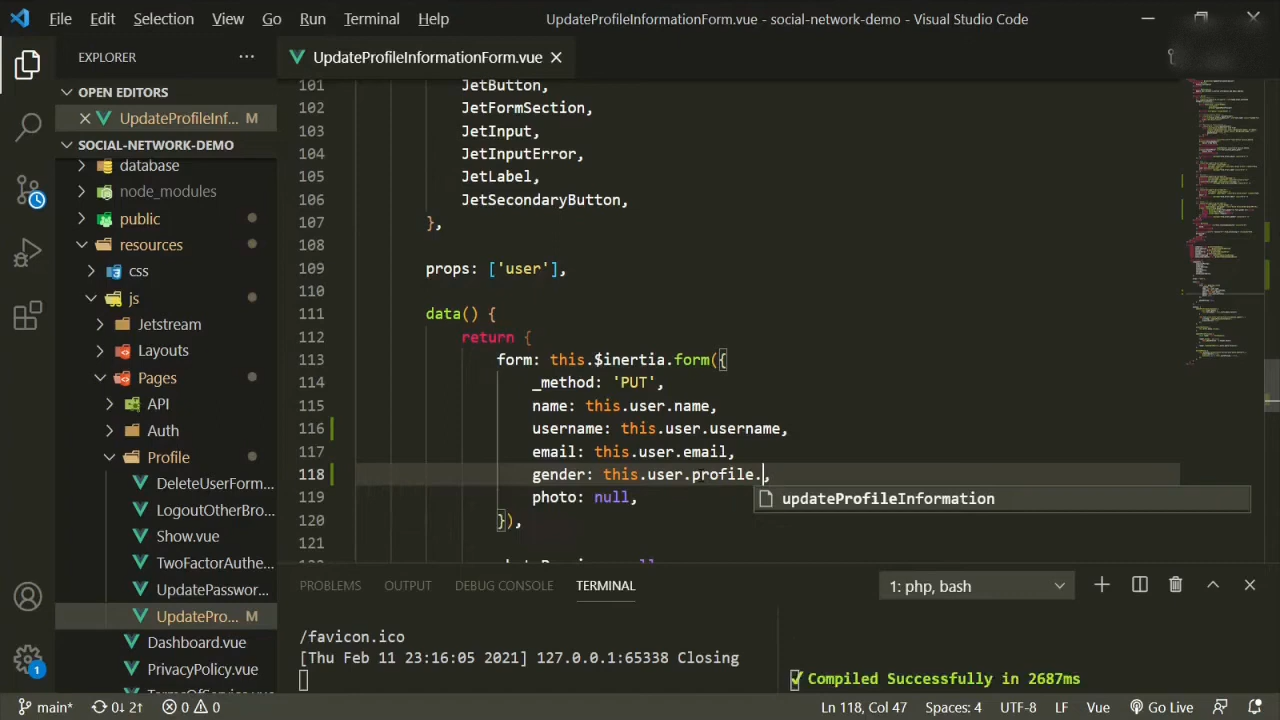 File Edit Selection View Go Run Terminal Help UpdateProfileInformationForm.vue - social-network-demo - Visual Studio Code
EXPLORER
UpdateProfileInformationForm.vue
OPEN EDITORS
UpdateProfileInf... M
SOCIAL-NETWORK-DEMO
database
node_modules
public
resources
css
js
Jetstream
Layouts
Pages
API
Auth
Profile
DeleteUserForm...
LogoutOtherBro...
Show.vue
TwoFactorAuthe...
UpdatePasswor...
UpdatePro... M
Dashboard.vue
PrivacyPolicy.vue
TermsOfService.vue
1
101 JetButton,
102 JetFormSection,
103 JetInput,
104 JetInputError,
105 JetLabel,
106 JetSecondaryButton,
107 },
108
109 props: ['user'],
110
111 data() {
112 return {
113 form: this.$inertia.form({
114 _method: 'PUT',
115 name: this.user.name,
116 username: this.user.username,
117 email: this.user.email,
118 gender: this.user.profile.,
119 photo: null,
120 }),
121
updateProfileInformation
PROBLEMS OUTPUT DEBUG CONSOLE TERMINAL 1: php, bash
/favicon.ico
[Thu Feb 11 23:16:05 2021] 127.0.0.1:65338 Closing
Compiled Successfully in 2687ms
main* 0↓ 2↑ 0 0 Ln 118, Col 47 Spaces: 4 UTF-8 LF Vue Go Live